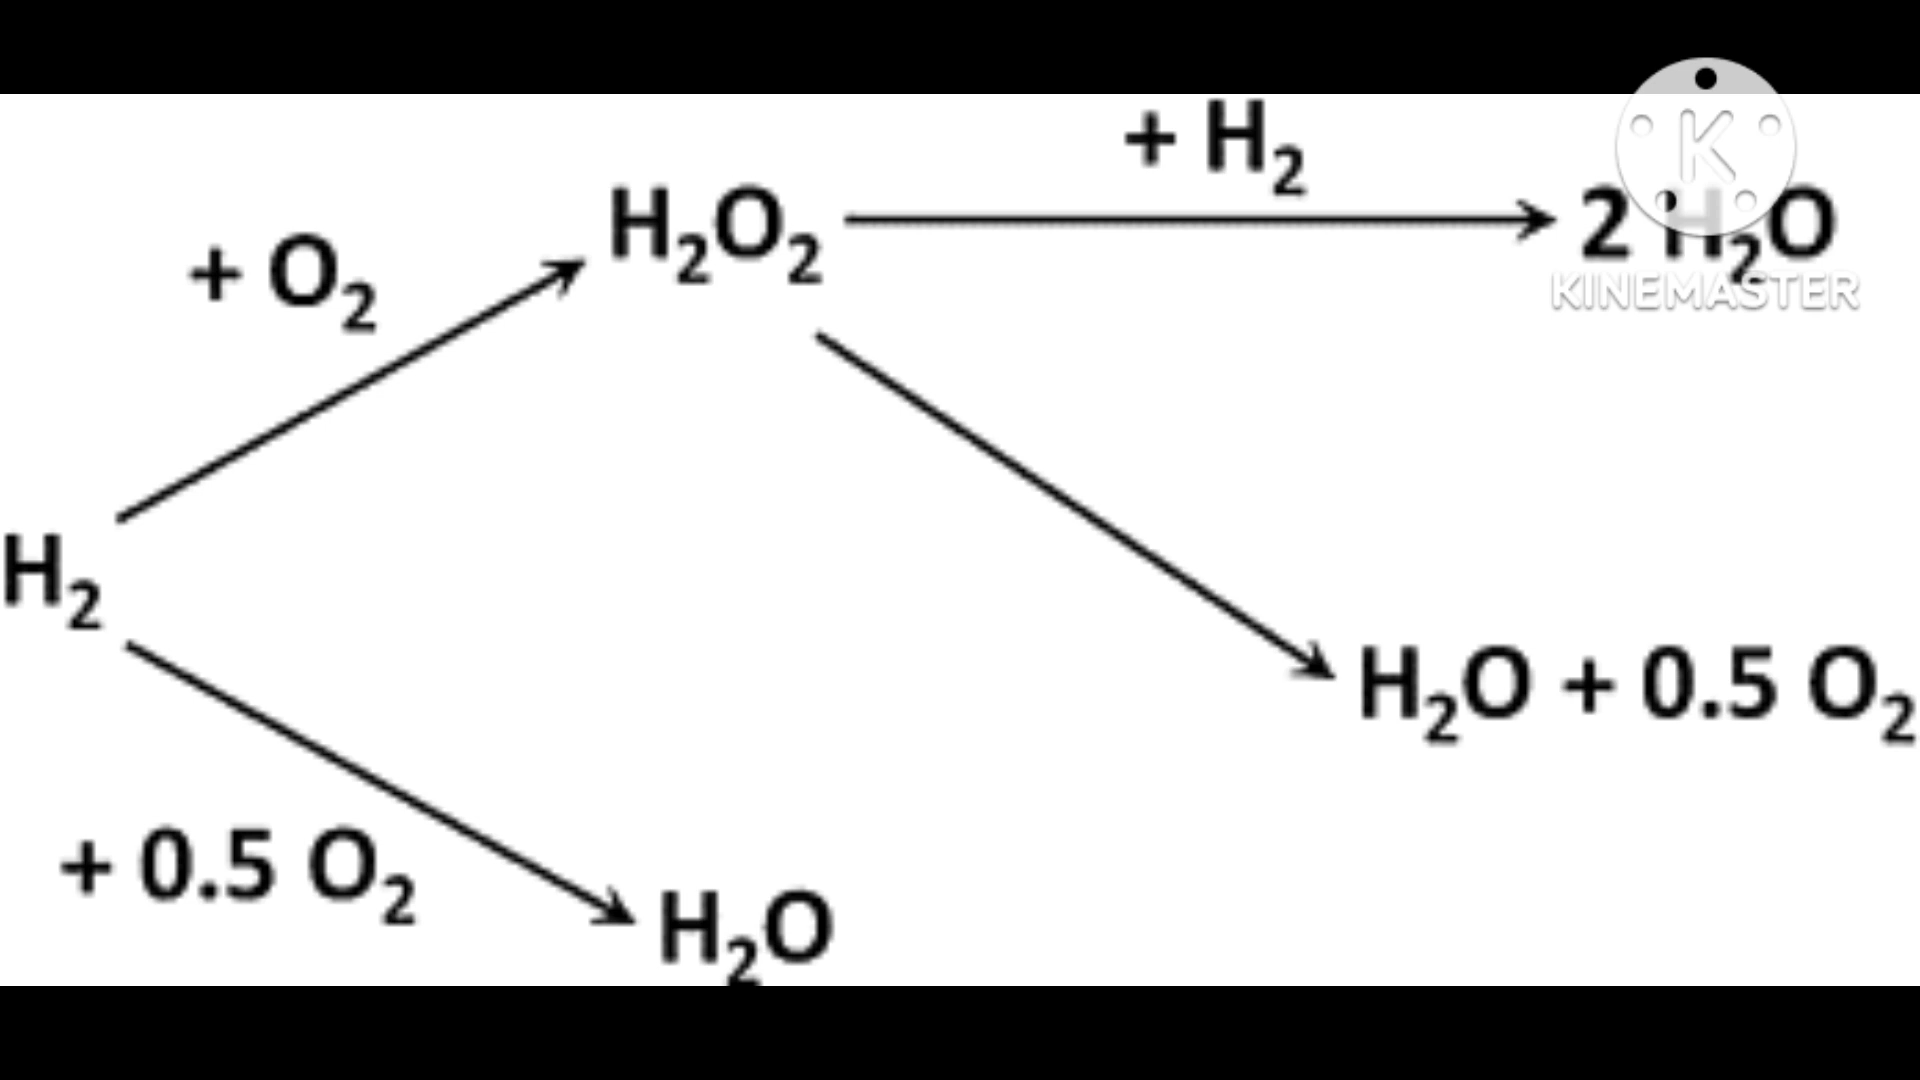 + H₂
K
+ O₂
H₂O₂
2 H₂O
KINEMASTER
H₂
H₂O + 0.5 O₂
+ 0.5 O₂
H₂O